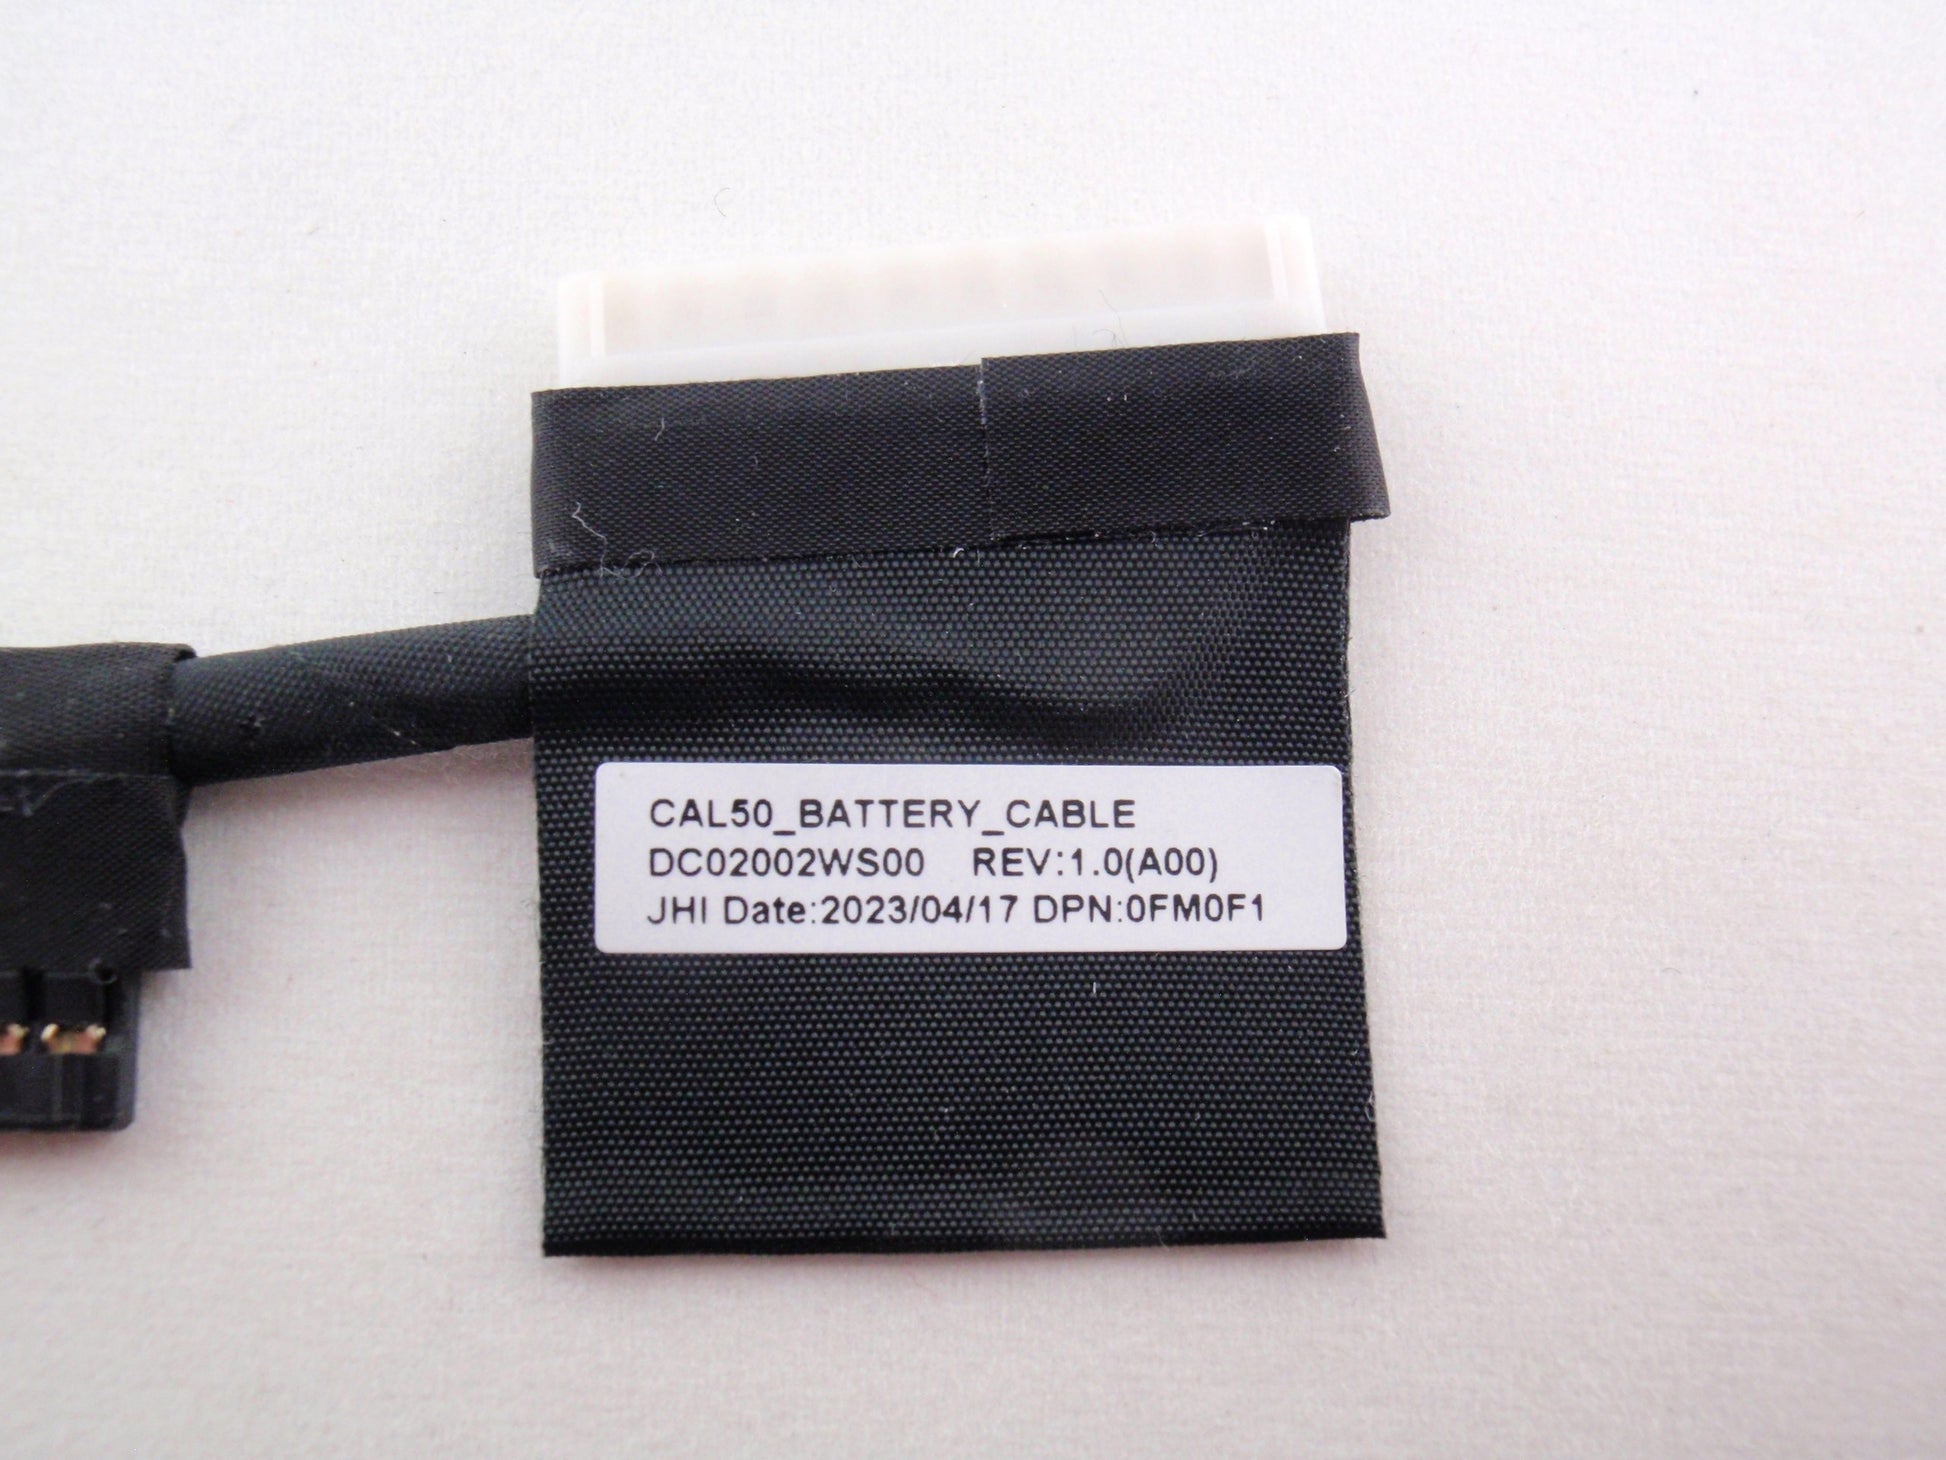 CAL50_BATTERY_CABLE
DC02002WS00 REV:1.0(A00)
JHI Date:2023/04/17 DPN:0FM0F1